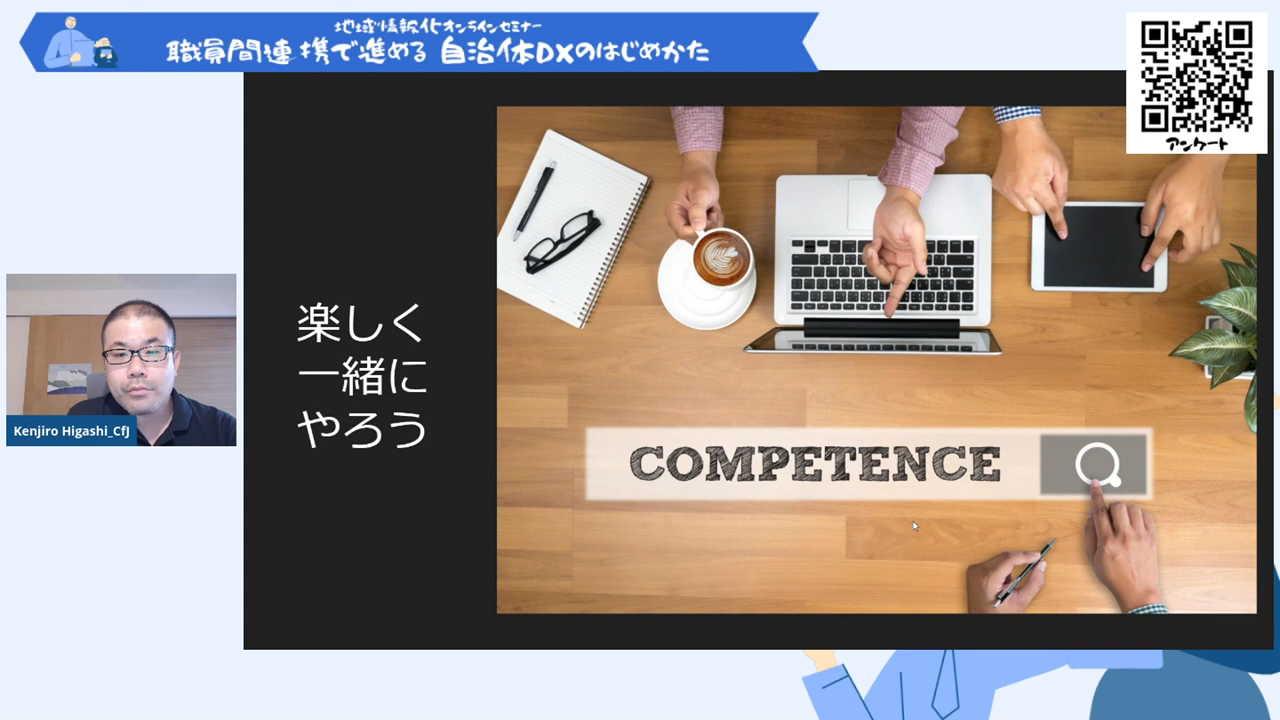 地域情報化オンラインセミナー
職員間連携で進める 自治体DXのはじめかた
アンケート
楽しく
一緒に
やろう
COMPETENCE
Kenjiro Higashi_CfJ